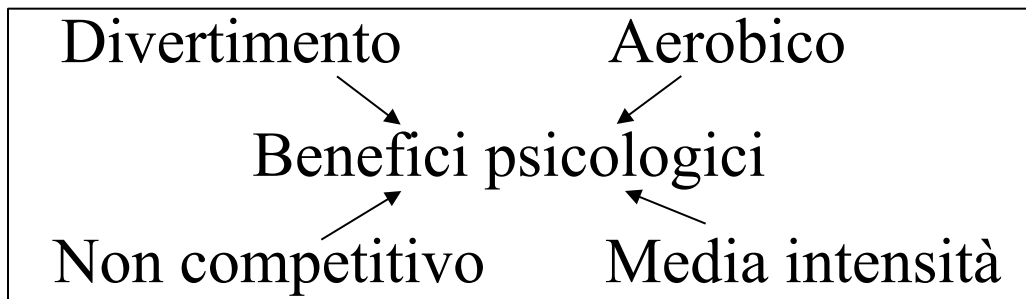 Divertimento Aerobico
Benefici psicologici
Non competitivo Media intensità